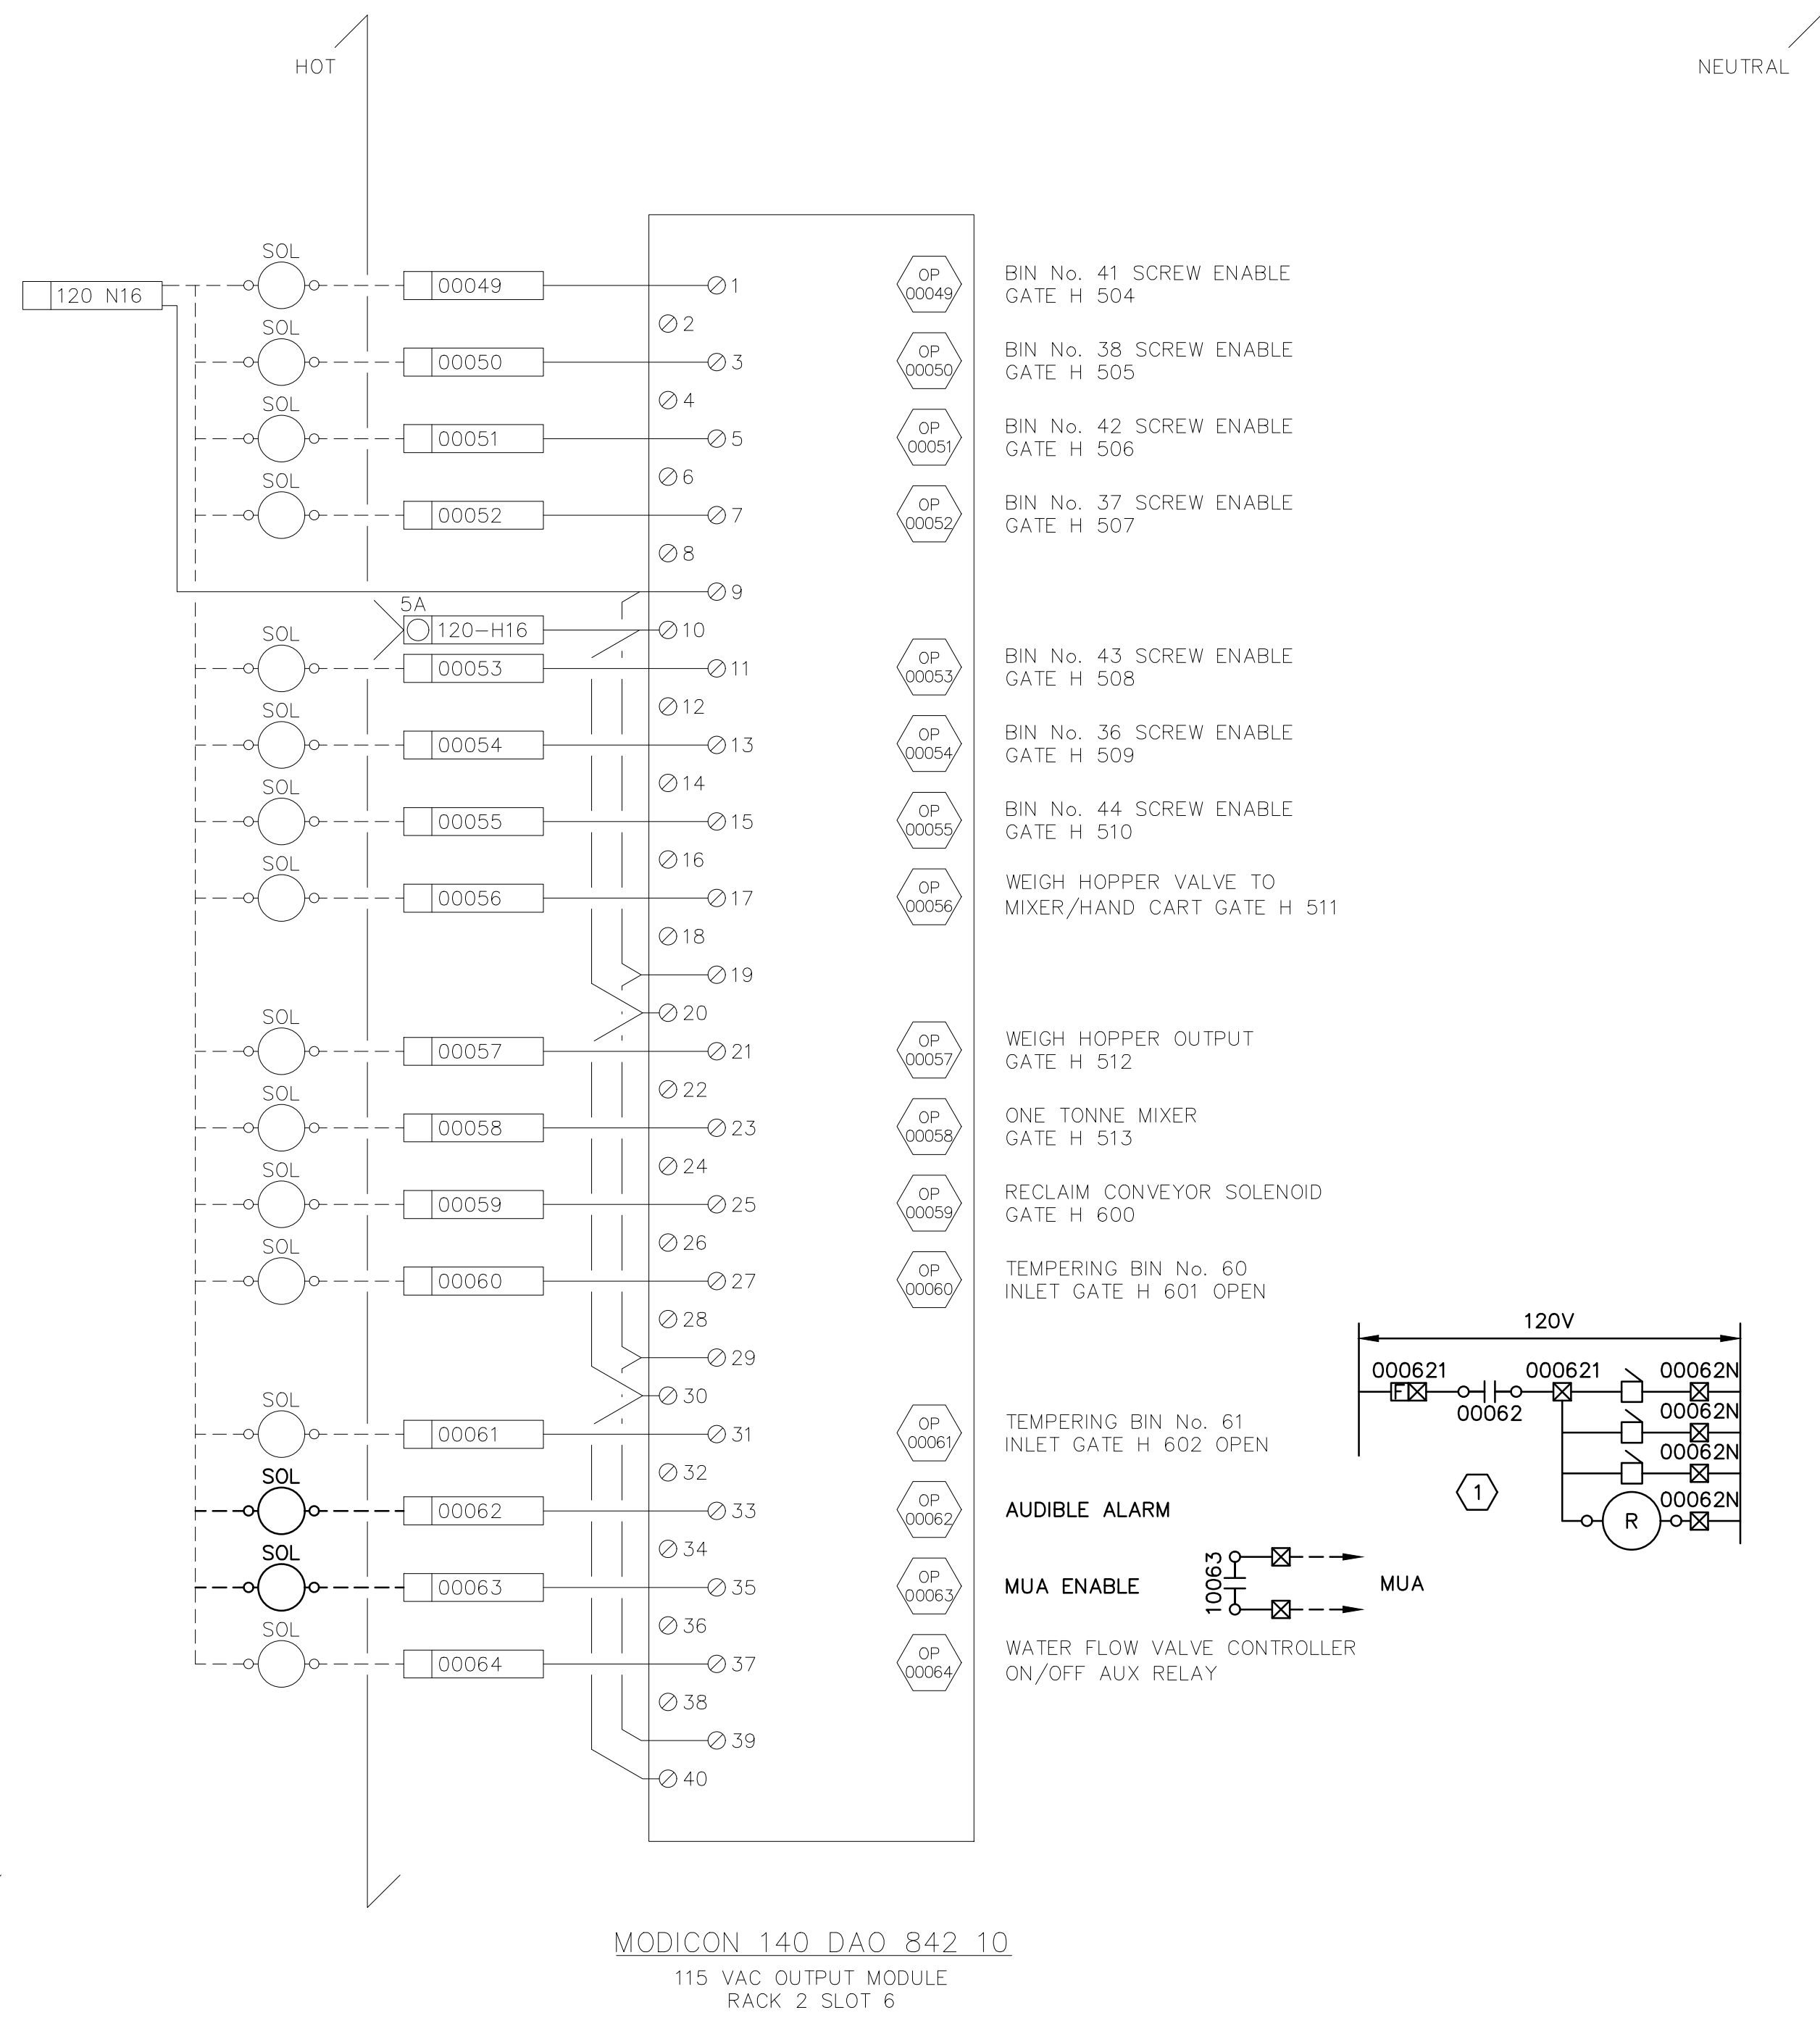 HOT
NEUTRAL
120 N16
SOL
00049
1
OP
00049
BIN No. 41 SCREW ENABLE
GATE H 504
2
SOL
00050
3
OP
00050
BIN No. 38 SCREW ENABLE
GATE H 505
4
SOL
00051
5
OP
00051
BIN No. 42 SCREW ENABLE
GATE H 506
6
SOL
00052
7
OP
00052
BIN No. 37 SCREW ENABLE
GATE H 507
8
9
5A
120-H16
10
SOL
00053
11
OP
00053
BIN No. 43 SCREW ENABLE
GATE H 508
12
SOL
00054
13
OP
00054
BIN No. 36 SCREW ENABLE
GATE H 509
14
SOL
00055
15
OP
00055
BIN No. 44 SCREW ENABLE
GATE H 510
16
SOL
00056
17
OP
00056
WEIGH HOPPER VALVE TO
MIXER/HAND CART GATE H 511
18
19
20
SOL
00057
21
OP
00057
WEIGH HOPPER OUTPUT
GATE H 512
22
SOL
00058
23
OP
00058
ONE TONNE MIXER
GATE H 513
24
SOL
00059
25
OP
00059
RECLAIM CONVEYOR SOLENOID
GATE H 600
26
SOL
00060
27
OP
00060
TEMPERING BIN No. 60
INLET GATE H 601 OPEN
28
29
30
SOL
00061
31
OP
00061
TEMPERING BIN No. 61
INLET GATE H 602 OPEN
32
SOL
00062
33
OP
00062
AUDIBLE ALARM
34
SOL
00063
35
OP
00063
MUA ENABLE
10063
MUA
36
SOL
00064
37
OP
00064
WATER FLOW VALVE CONTROLLER
ON/OFF AUX RELAY
38
39
40
120V
000621
F
00062
000621
00062N
00062N
00062N
00062N
R
1
MODICON 140 DAO 842 10
115 VAC OUTPUT MODULE
RACK 2 SLOT 6